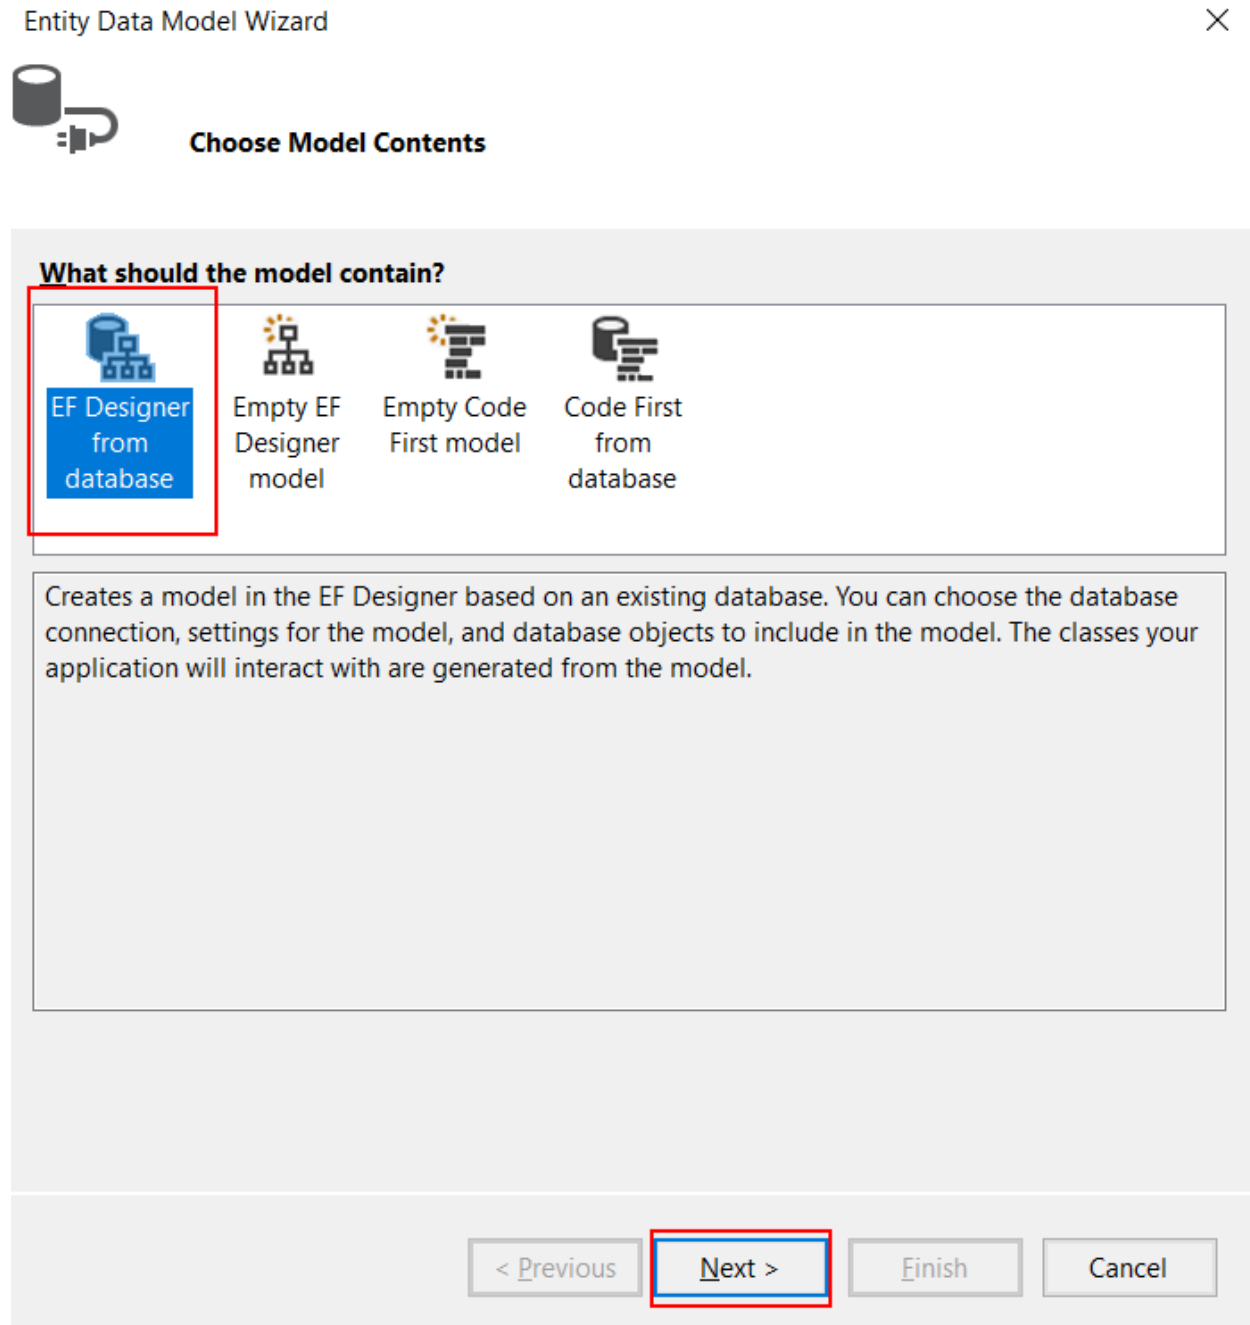 Entity Data Model Wizard
Choose Model Contents
What should the model contain?
EF Designer
from
database
Empty EF
Designer
model
Empty Code
First model
Code First
from
database
Creates a model in the EF Designer based on an existing database. You can choose the database
connection, settings for the model, and database objects to include in the model. The classes your
application will interact with are generated from the model.
< Previous
Next >
Finish
Cancel